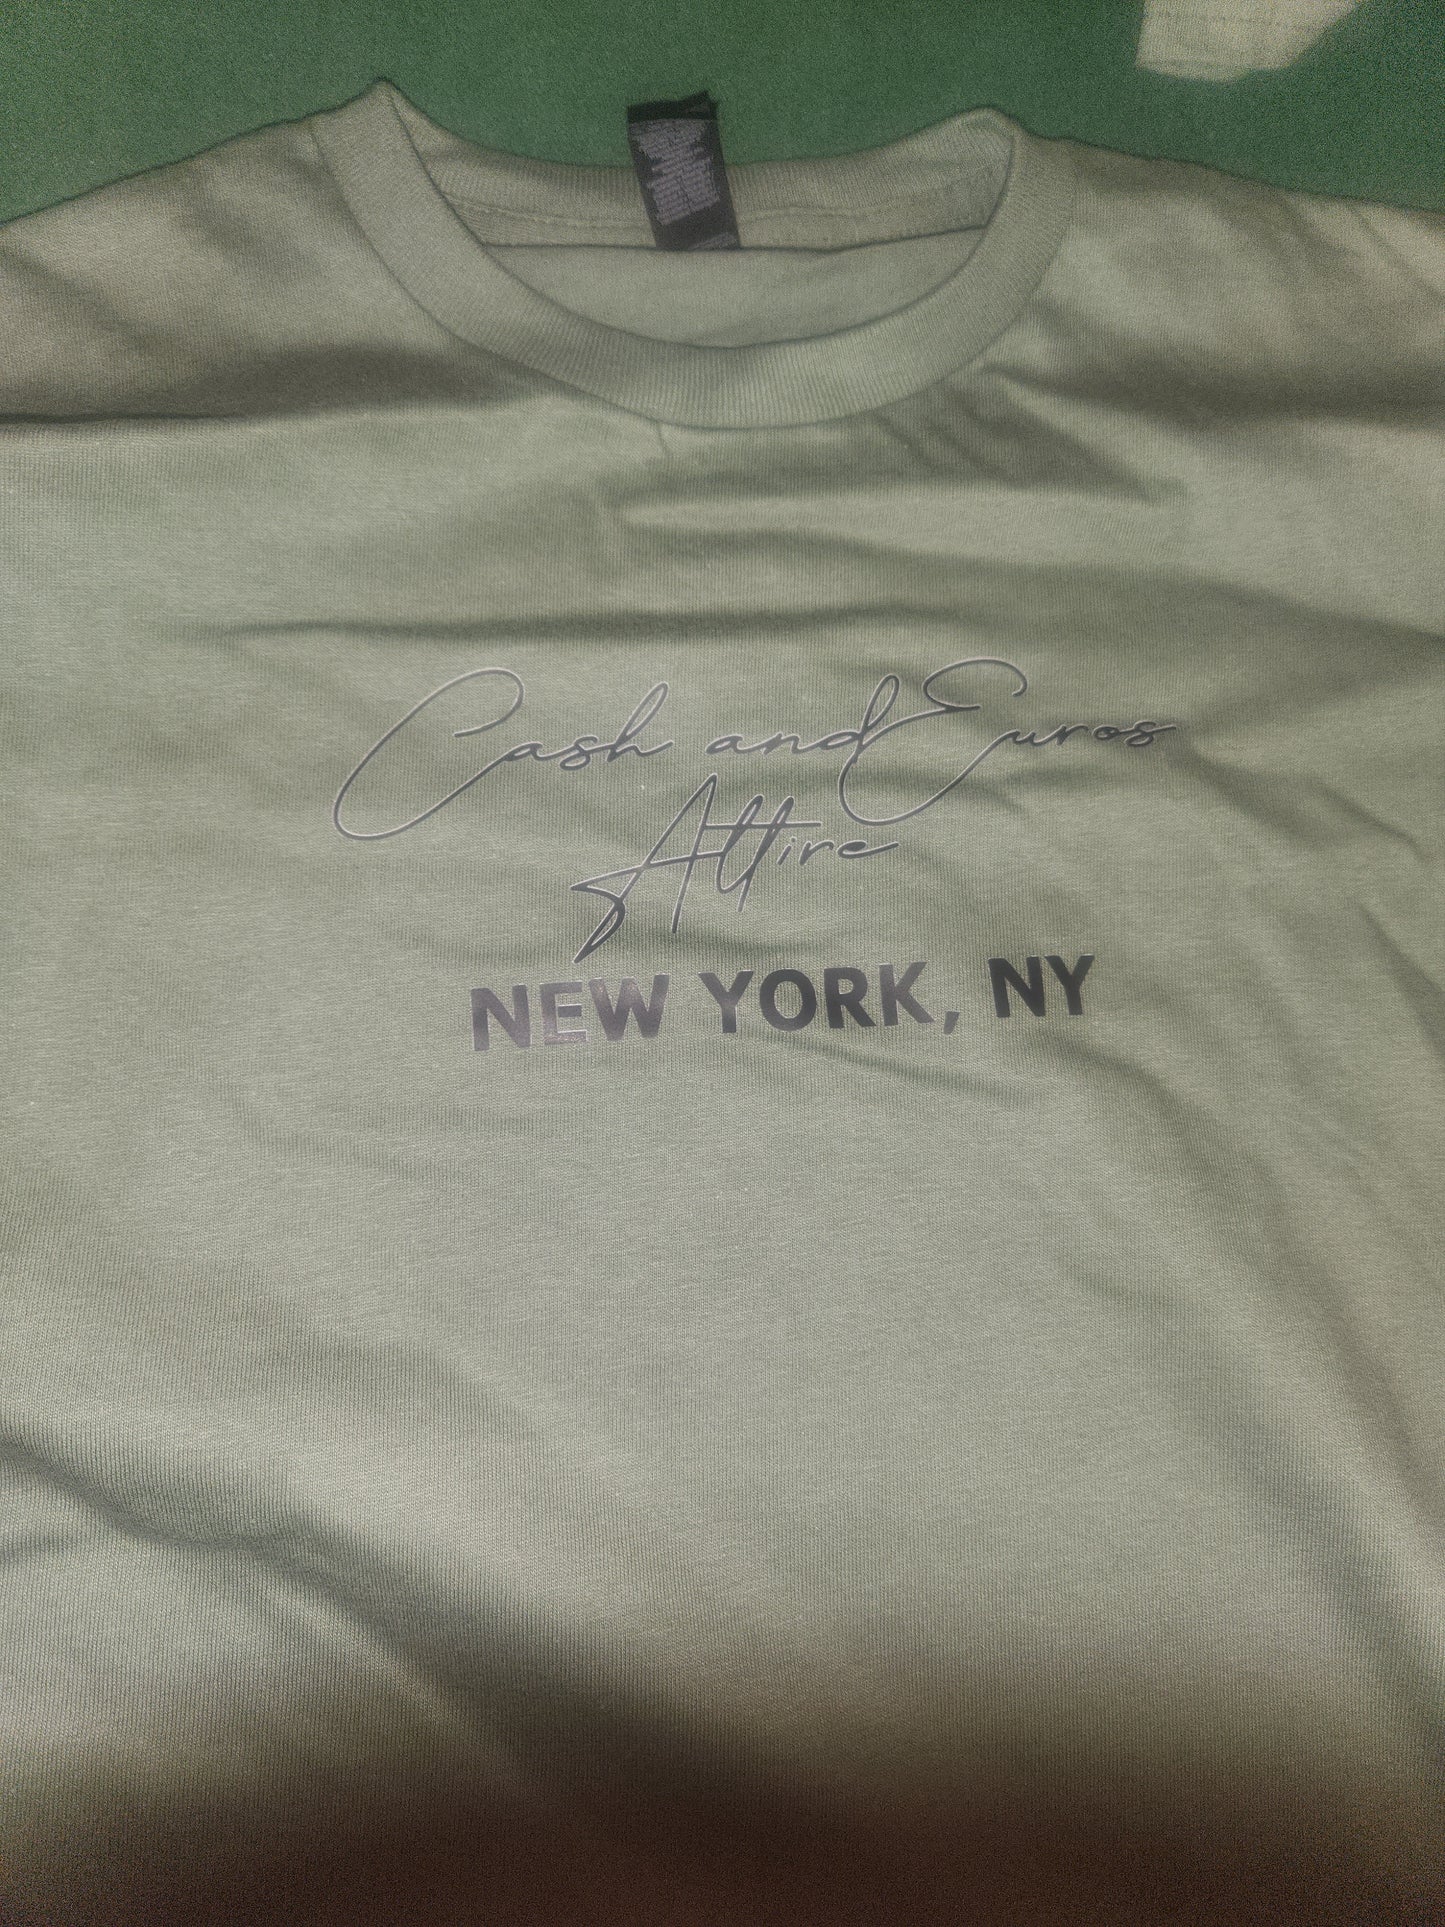 Cash and Euros
Attire
NEW YORK, NY